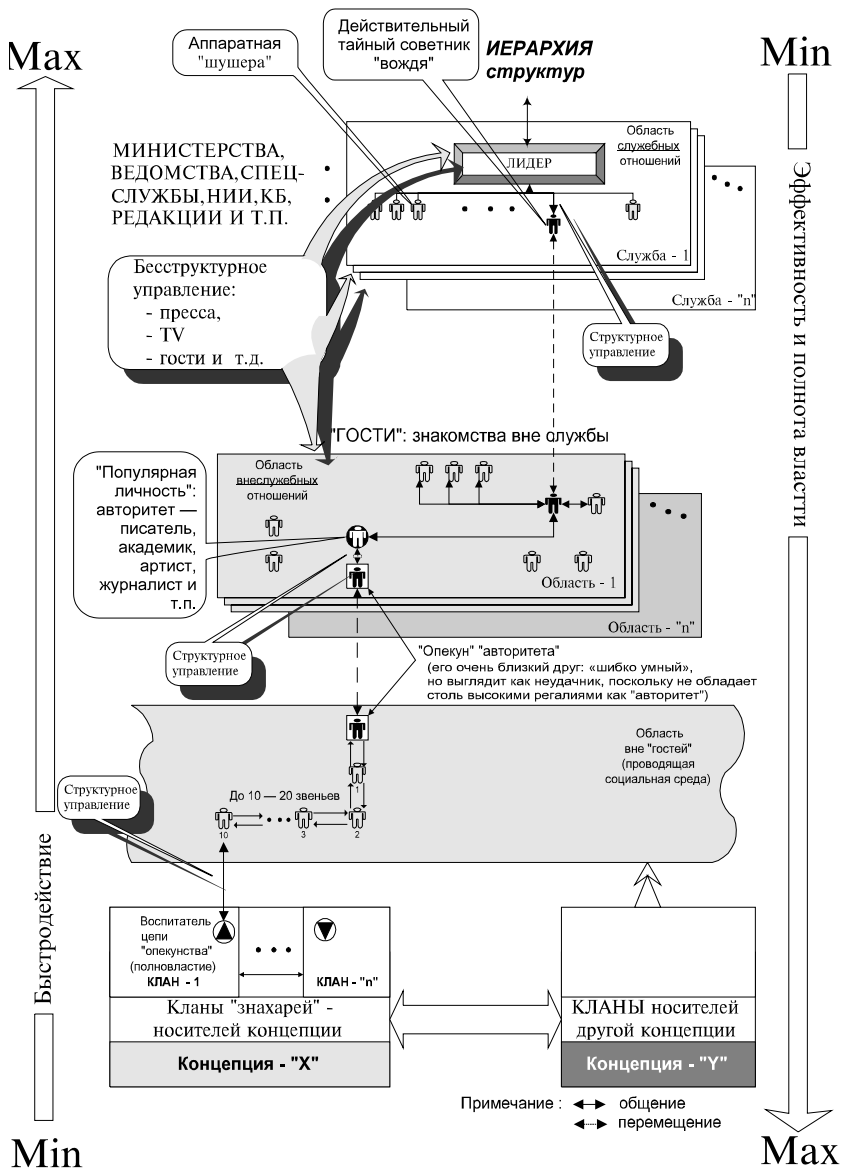 Max
Min
Аппаратная
"шушера"
Действительный
тайный советник
"вождя"
ИЕРАРХИЯ
структур
МИНИСТЕРСТВА,
ВЕДОМСТВА,СПЕЦ-
СЛУЖБЫ,НИИ,КБ,
РЕДАКЦИИ И Т.П.
ЛИДЕР
Область
служебных
отношений
Служба - 1
Служба - "n"
Бесструктурное
управление:
- пресса,
- TV
- гости и т.д.
Структурное
управление
Эффективность и полнота власtти
"ГОСТИ": знакомства вне службы
"Популярная
личность":
авторитет —
писатель,
академик,
артист,
журналист и
т.п.
Область
внеслужебных
отношений
Область - 1
Область - "n"
Структурное
управление
"Опекун" "авторитета"
(его очень близкий друг: «шибко умный»,
но выглядит как неудачник, поскольку не обладает
столь высокими регалиями как "авторитет")
Область
вне "гостей"
(проводящая
социальная среда)
Структурное
управление
До 10 — 20 звеньев
1
10
3
2
Быстродействие
Воспитатель
цепи
"опекунства"
(полновластие)
КЛАН - 1
КЛАН - "n"
Кланы "знахарей" -
носителей концепции
Концепция - "X"
КЛАНЫ носителей
другой концепции
Концепция - "Y"
Примечание :
общение
перемещение
Min
Max